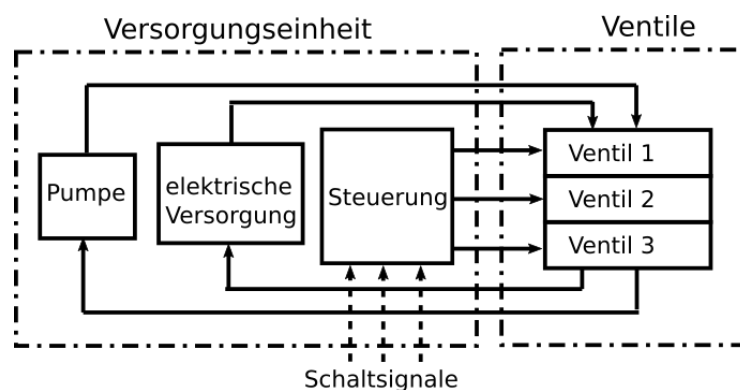 Versorgungseinheit
Ventile
Pumpe
elektrische
Versorgung
Steuerung
Ventil 1
Ventil 2
Ventil 3
Schaltsignale